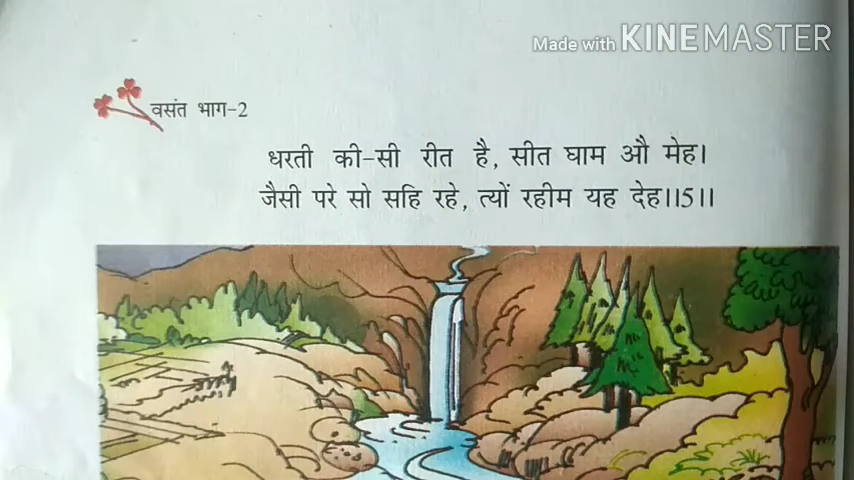 Made with KINEMASTER
वसंत भाग-2
धरती की-सी रीत है, सीत घाम औ मेह।
जैसी परे सो सहि रहे, त्यों रहीम यह देह।।5।।